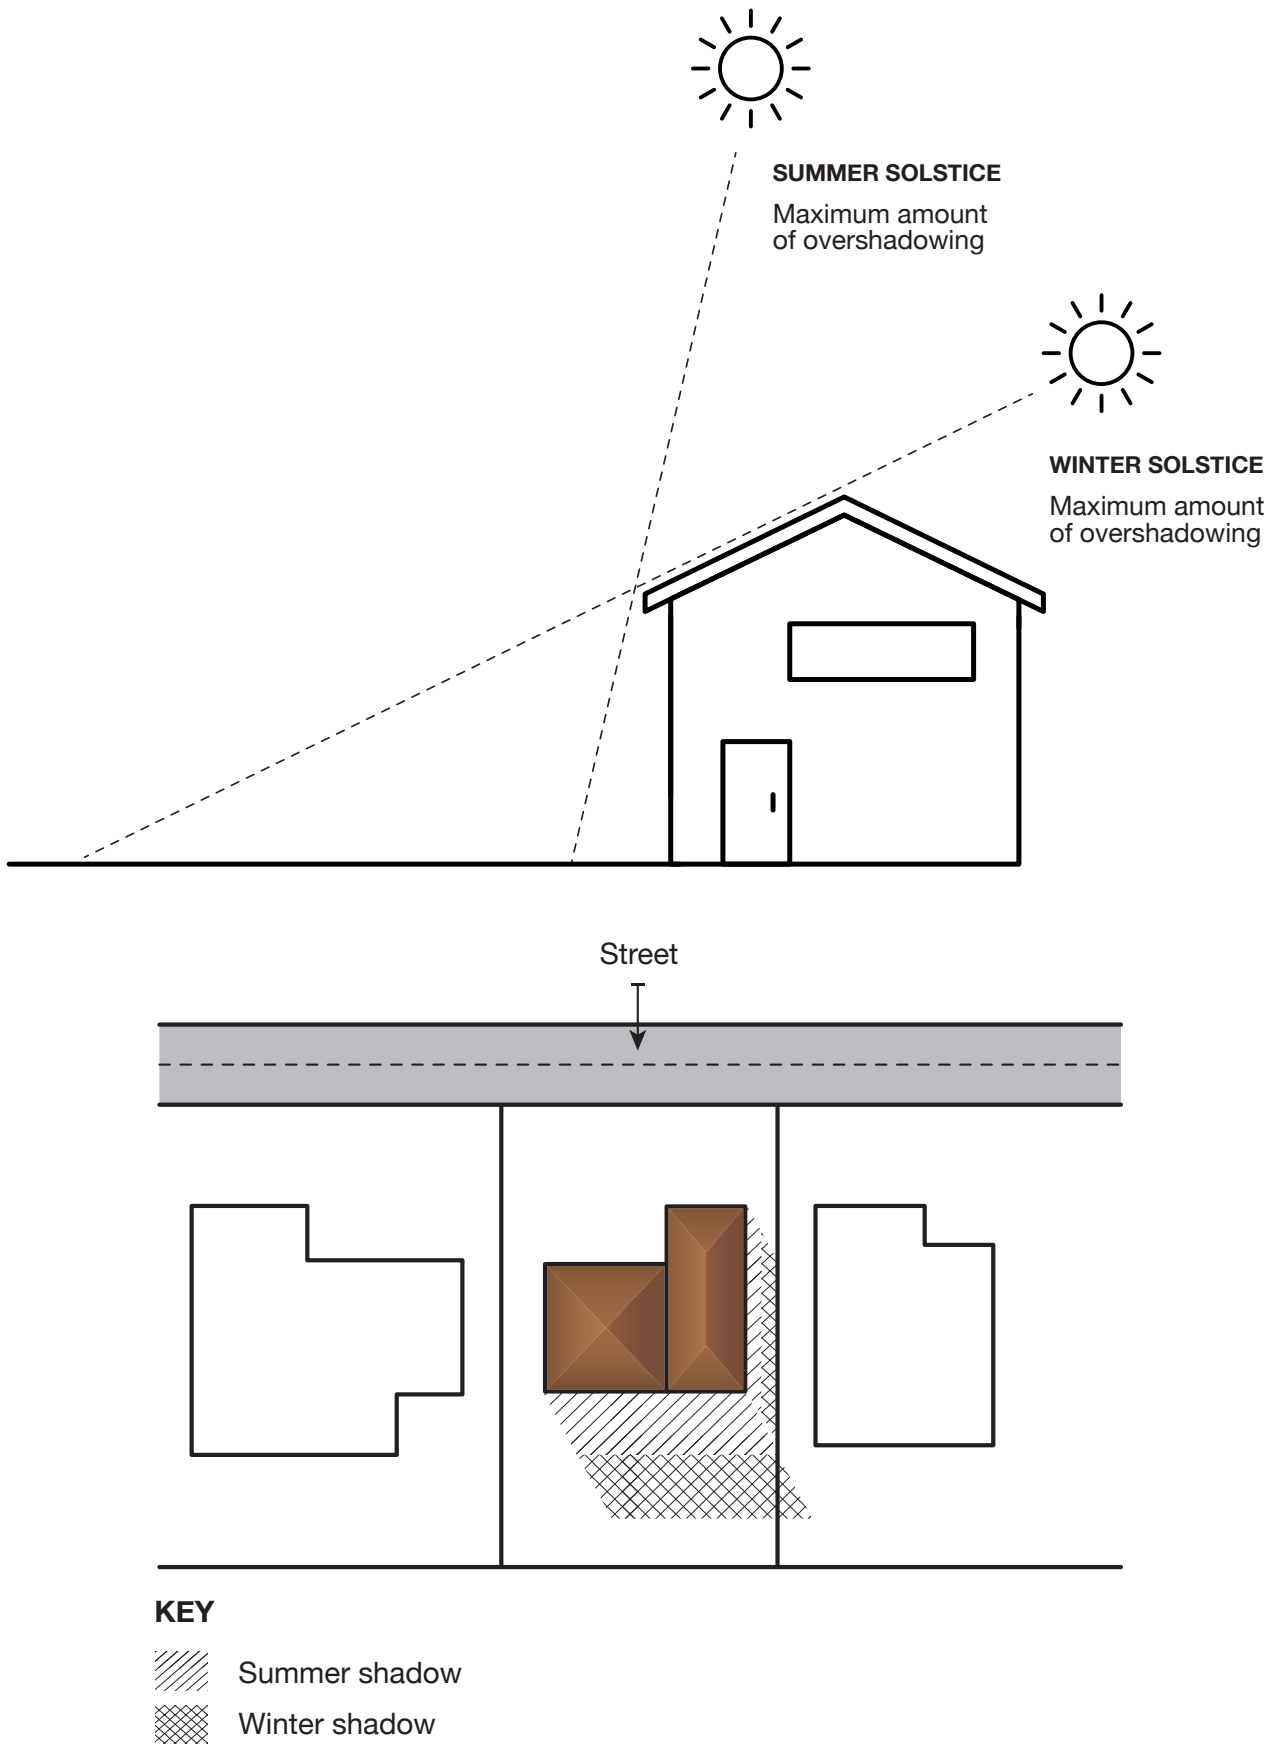 SUMMER SOLSTICE
Maximum amount
of overshadowing
WINTER SOLSTICE
Maximum amount
of overshadowing
Street
KEY
Summer shadow
Winter shadow